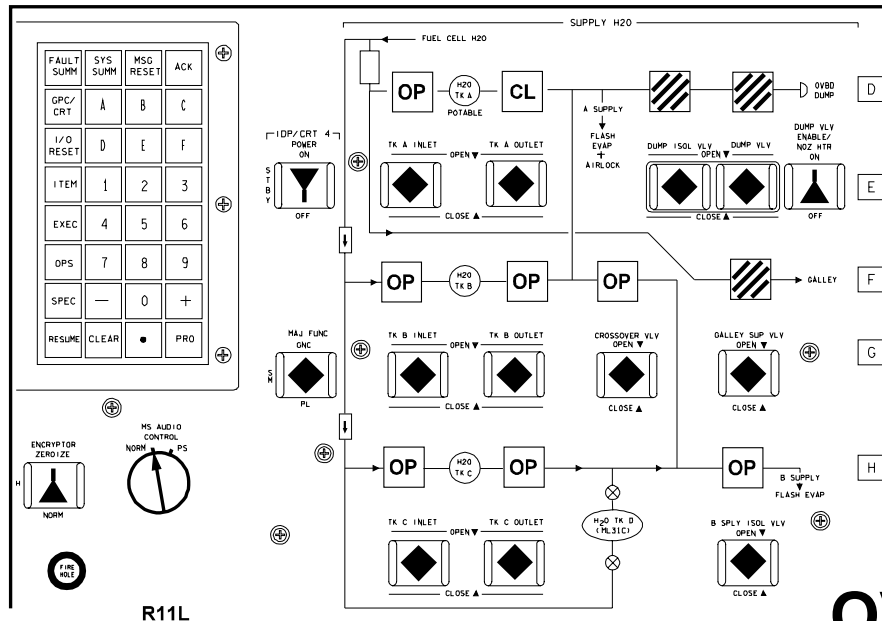 SUPPLY H2O
FUEL CELL H2O
FAULT SUMM
SYS SUMM
MSG RESET
ACK
GPC/ CRT
A
B
C
I/O RESET
D
E
F
ITEM
1
2
3
EXEC
4
5
6
OPS
7
8
9
SPEC
—
0
+
RESUME
CLEAR
•
PRO
OP
H2O
TK A
POTABLE
CL
A SUPPLY
FLASH
EVAP
+
AIRLOCK
OVBD
DUMP
D
IDP/CRT 4
POWER
ON
STBY
OFF
TK A INLET
OPEN ▼
TK A OUTLET
CLOSE ▲
DUMP ISOL VLV
DUMP VLV
OPEN ▼
CLOSE ▲
DUMP VLV
ENABLE/
NOZ HTR
ON
OFF
E
OP
H2O
TK B
OP
OP
GALLEY
F
MAJ FUNC
GNC
SM
PL
TK B INLET
OPEN ▼
TK B OUTLET
CLOSE ▲
CROSSOVER VLV
OPEN ▼
CLOSE ▲
GALLEY SUP VLV
OPEN ▼
CLOSE ▲
G
MS AUDIO
CONTROL
NORM
PS
ENCRYPTOR
ZEROIZE
H
NORM
OP
H2O
TK C
OP
OP
B SUPPLY
FLASH EVAP
H
H2O TK D
(ML31C)
TK C INLET
OPEN ▼
TK C OUTLET
CLOSE ▲
B SPLY ISOL VLV
OPEN ▼
CLOSE ▲
FIRE
HOLE
R11L